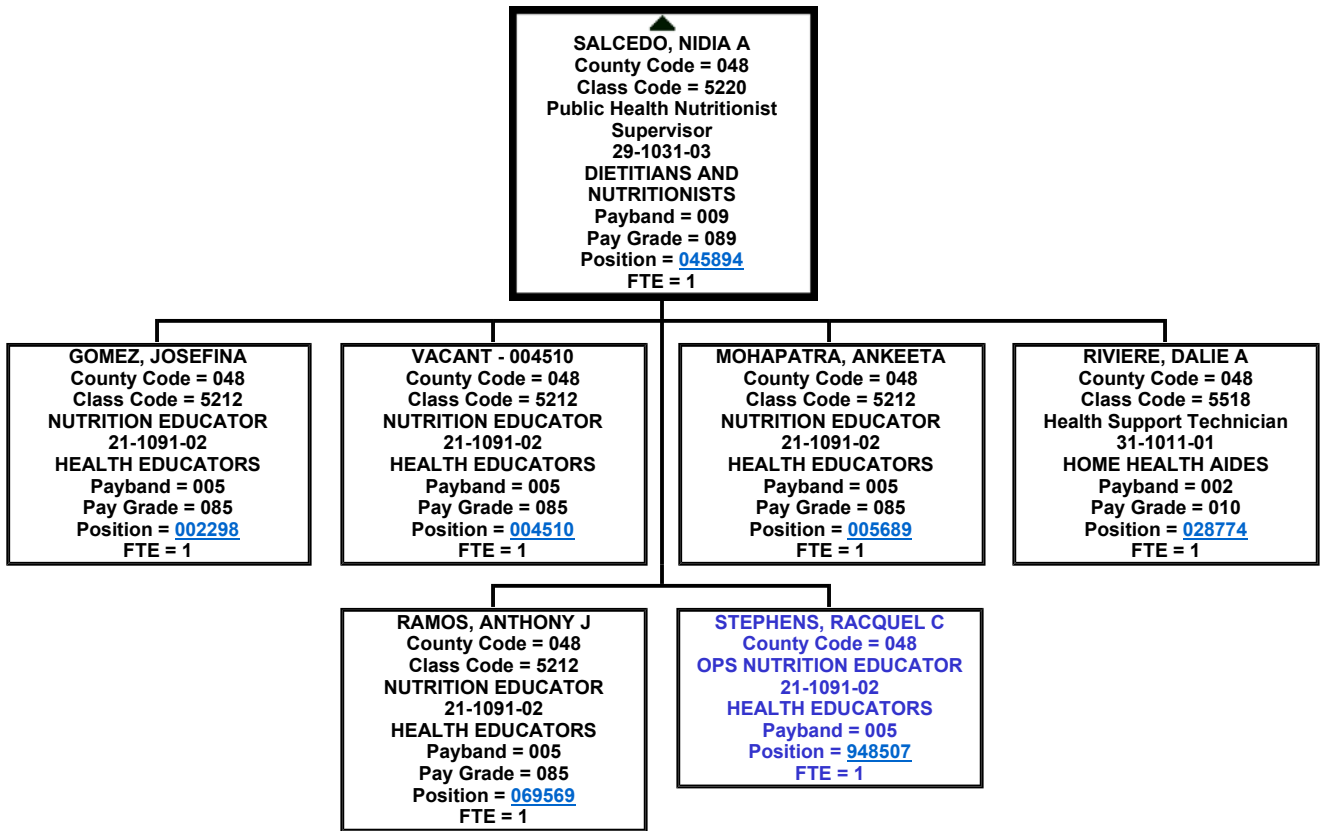 SALCEDO, NIDIA A
County Code = 048
Class Code = 5220
Public Health Nutritionist
Supervisor
29-1031-03
DIETITIANS AND
NUTRITIONISTS
Payband = 009
Pay Grade = 089
Position = 045894
FTE = 1
GOMEZ, JOSEFINA
County Code = 048
Class Code = 5212
NUTRITION EDUCATOR
21-1091-02
HEALTH EDUCATORS
Payband = 005
Pay Grade = 085
Position = 002298
FTE = 1
VACANT - 004510
County Code = 048
Class Code = 5212
NUTRITION EDUCATOR
21-1091-02
HEALTH EDUCATORS
Payband = 005
Pay Grade = 085
Position = 004510
FTE = 1
MOHAPATRA, ANKEETA
County Code = 048
Class Code = 5212
NUTRITION EDUCATOR
21-1091-02
HEALTH EDUCATORS
Payband = 005
Pay Grade = 085
Position = 005689
FTE = 1
RIVIERE, DALIE A
County Code = 048
Class Code = 5518
Health Support Technician
31-1011-01
HOME HEALTH AIDES
Payband = 002
Pay Grade = 010
Position = 028774
FTE = 1
RAMOS, ANTHONY J
County Code = 048
Class Code = 5212
NUTRITION EDUCATOR
21-1091-02
HEALTH EDUCATORS
Payband = 005
Pay Grade = 085
Position = 069569
FTE = 1
STEPHENS, RACQUEL C
County Code = 048
OPS NUTRITION EDUCATOR
21-1091-02
HEALTH EDUCATORS
Payband = 005
Position = 948507
FTE = 1